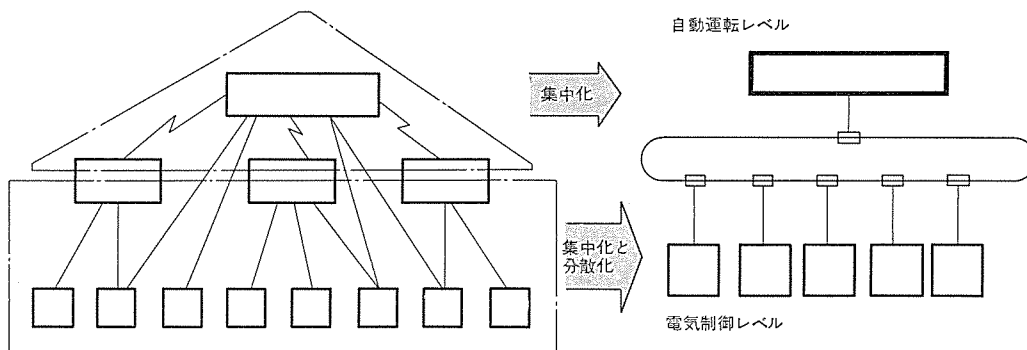 自動運転レベル
集中化
集中化と
分散化
電気制御レベル